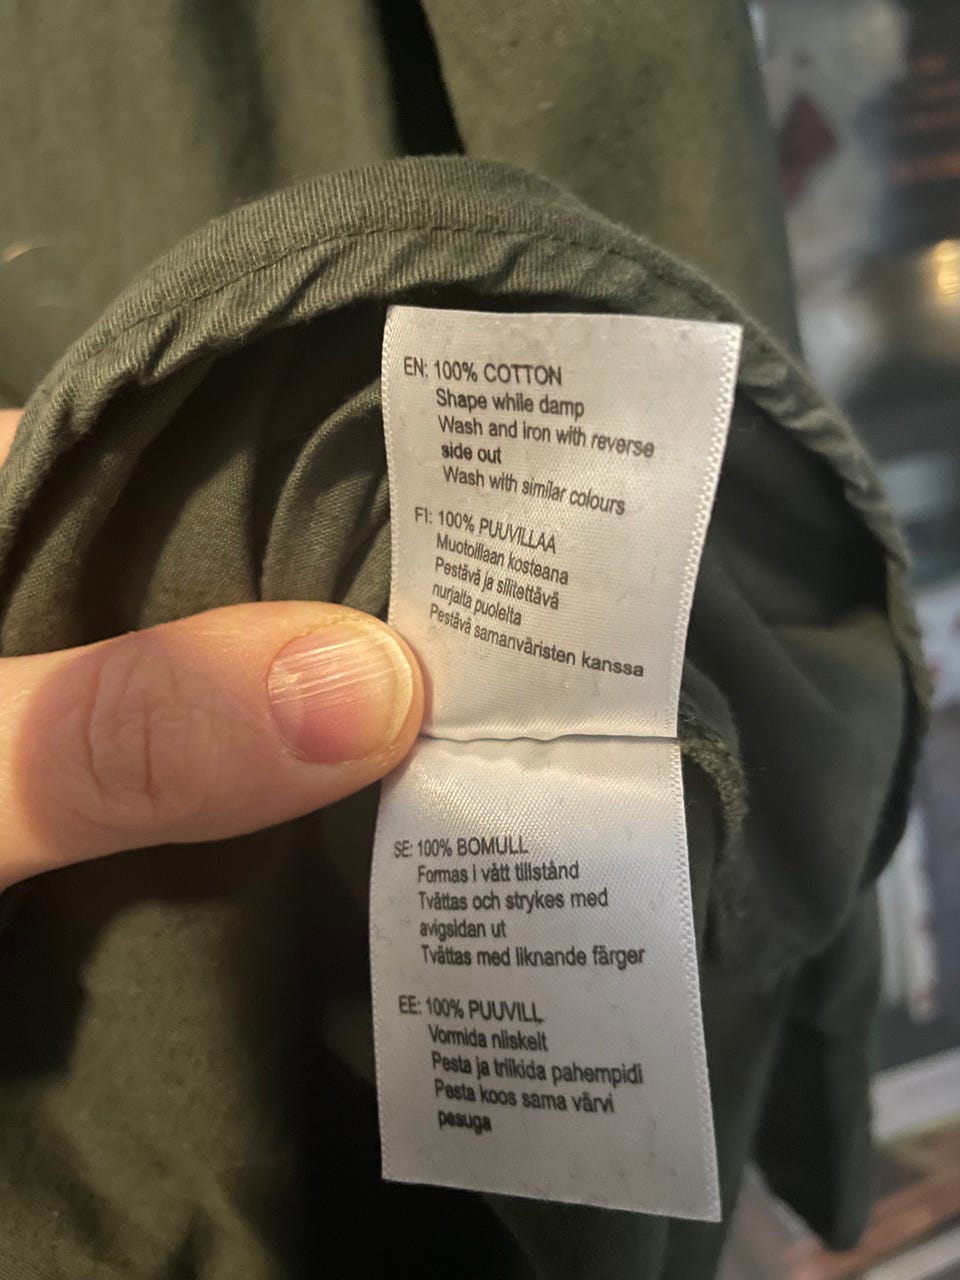 EN: 100% COTTON
Shape while damp
Wash and iron with reverse
side out
Wash with similar colours
FI: 100% PUUVILLAA
Muotoillaan kosteana
Pestävä ja silitettävä
nurjalta puolelta
Pestävä samanväristen kanssa
SE: 100% BOMULL
Formas i vått tillstånd
Tvättas och strykes med
avigsidan ut
Tvättas med liknande färger
EE: 100% PUUVILL
Vormida niiskelt
Pesta ja triikida pahempidi
Pesta koos sama värvi
pesuga